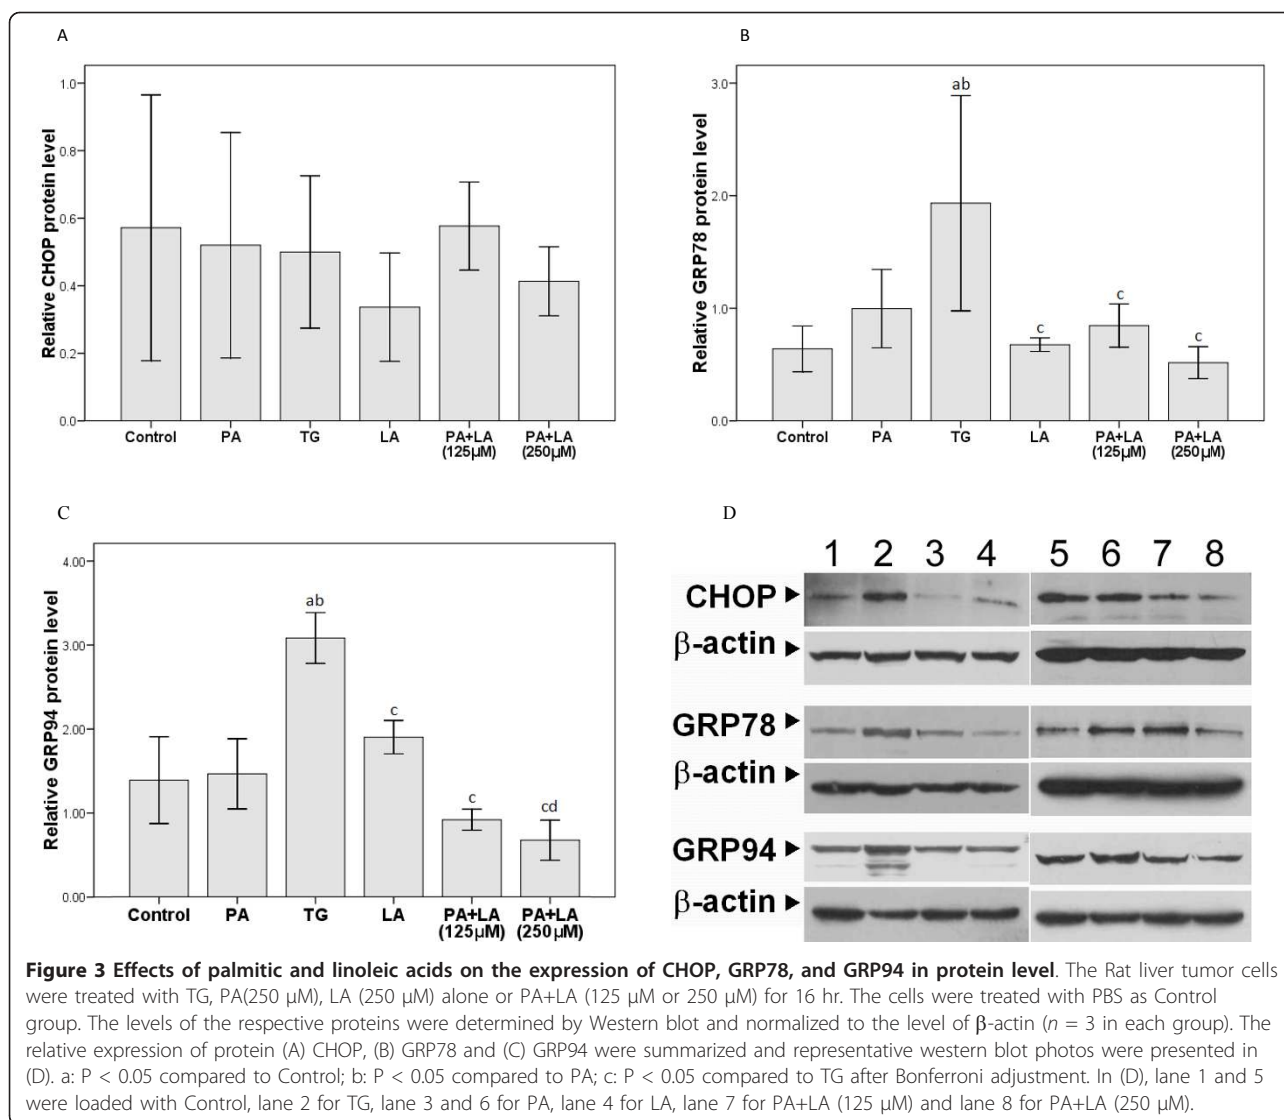 A
Relative CHOP protein level
1.0
0.8
0.6
0.4
0.2
0.0
Control PA TG LA PA+LA PA+LA
(125µM) (250µM)
B
Relative GRP78 protein level
3.0
2.0
1.0
0.0
ab
c
c
c
Control PA TG LA PA+LA PA+LA
(125µM) (250µM)
C
Relative GRP94 protein level
4.00
3.00
2.00
1.00
0.00
ab
c
c
cd
Control PA TG LA PA+LA PA+LA
(125µM) (250µM)
D
1 2 3 4 5 6 7 8
CHOP
β-actin
GRP78
β-actin
GRP94
β-actin
Figure 3 Effects of palmitic and linoleic acids on the expression of CHOP, GRP78, and GRP94 in protein level. The Rat liver tumor cells
were treated with TG, PA(250 µM), LA (250 µM) alone or PA+LA (125 µM or 250 µM) for 16 hr. The cells were treated with PBS as Control
group. The levels of the respective proteins were determined by Western blot and normalized to the level of β-actin (n = 3 in each group). The
relative expression of protein (A) CHOP, (B) GRP78 and (C) GRP94 were summarized and representative western blot photos were presented in
(D). a: P < 0.05 compared to Control; b: P < 0.05 compared to PA; c: P < 0.05 compared to TG after Bonferroni adjustment. In (D), lane 1 and 5
were loaded with Control, lane 2 for TG, lane 3 and 6 for PA, lane 4 for LA, lane 7 for PA+LA (125 µM) and lane 8 for PA+LA (250 µM).